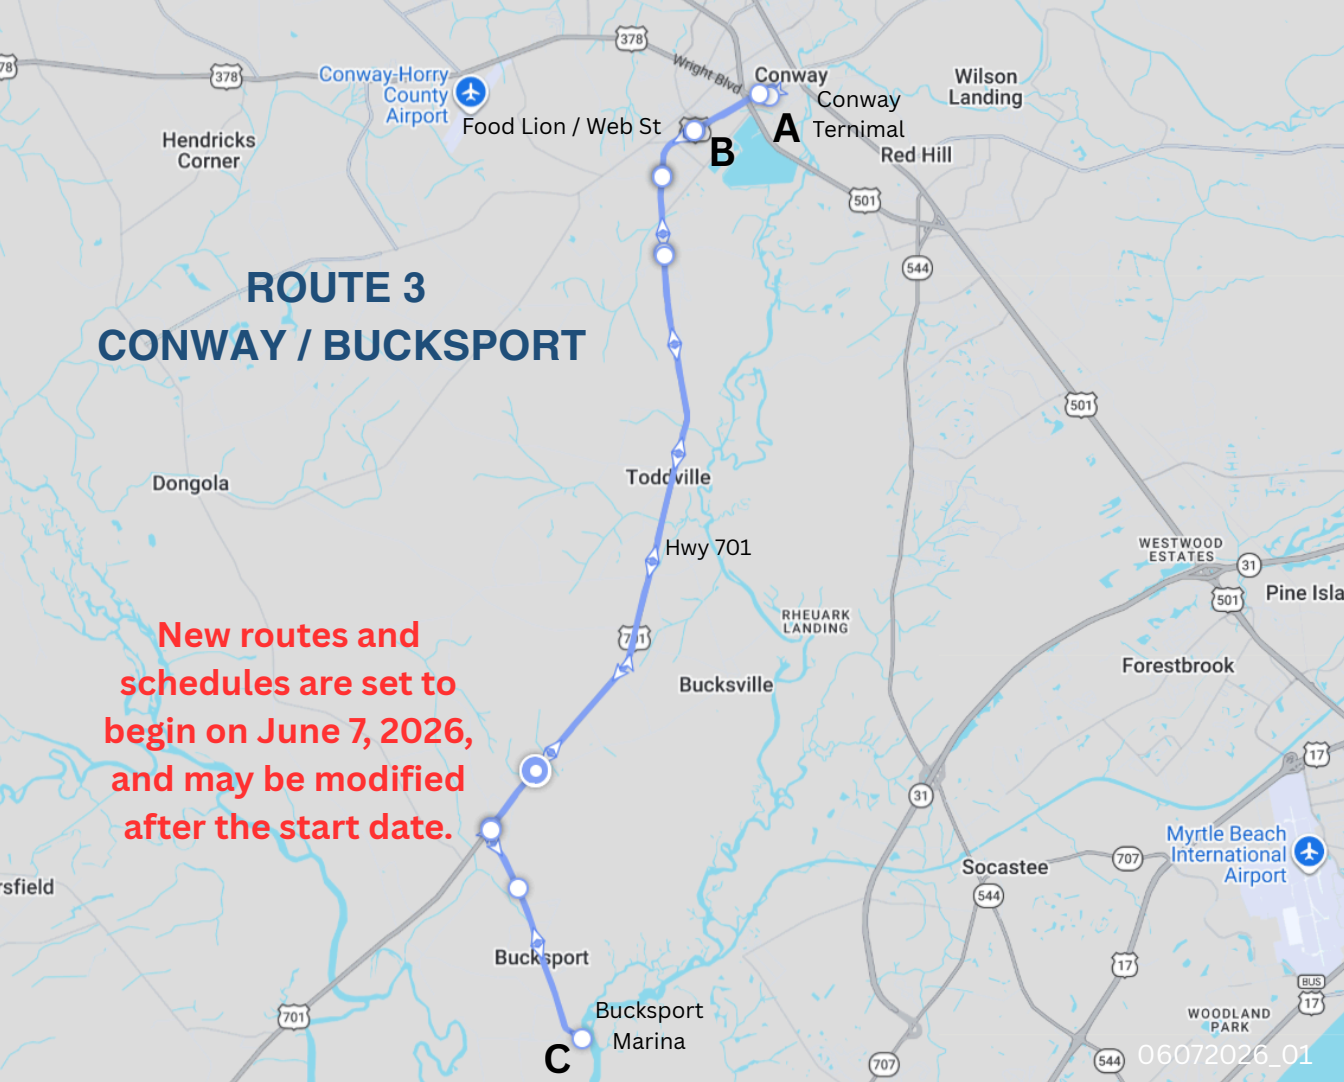 378
78
378
Wright Blvd
Conway-Horry
County
Airport
Conway
Wilson
Landing
Conway
Ternimal
A
Food Lion / Web St
B
Hendricks
Corner
Red Hill
501
544
ROUTE 3
CONWAY / BUCKSPORT
501
Toddville
Dongola
Hwy 701
WESTWOOD
ESTATES
31
501
Pine Isla
RHEUARK
LANDING
701
New routes and
schedules are set to
begin on June 7, 2026,
and may be modified
after the start date.
Bucksville
Forestbrook
17
31
Myrtle Beach
International
Airport
707
Socastee
544
rsfield
Bucksport
17
BUS
17
701
Bucksport
Marina
C
WOODLAND
PARK
707
544
06072026_01